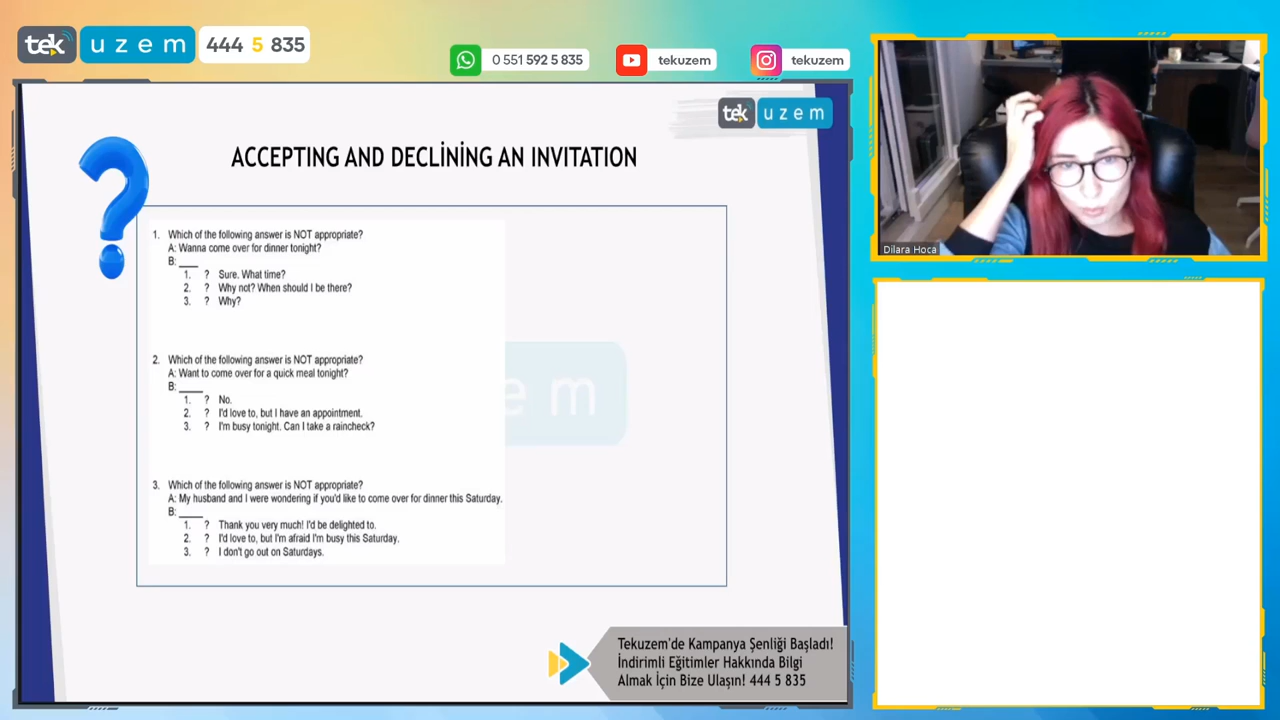 tek uzem 444 5 835
0 551 592 5 835
tekuzem
tekuzem
tek uzem
ACCEPTING AND DECLİNİNG AN INVITATION
1. Which of the following answer is NOT appropriate?
A: Wanna come over for dinner tonight?
B: ____
1. ? Sure. What time?
2. ? Why not? When should I be there?
3. ? Why?
2. Which of the following answer is NOT appropriate?
A: Want to come over for a quick meal tonight?
B: ____
1. ? No.
2. ? I'd love to, but I have an appointment.
3. ? I'm busy tonight. Can I take a raincheck?
3. Which of the following answer is NOT appropriate?
A: My husband and I were wondering if you'd like to come over for dinner this Saturday.
B: ____
1. ? Thank you very much! I'd be delighted to.
2. ? I'd love to, but I'm afraid I'm busy this Saturday.
3. ? I don't go out on Saturdays.
e m
Tekuzem'de Kampanya Şenliği Başladı!
İndirimli Eğitimler Hakkında Bilgi
Almak İçin Bize Ulaşın! 444 5 835
Dilara Hoca